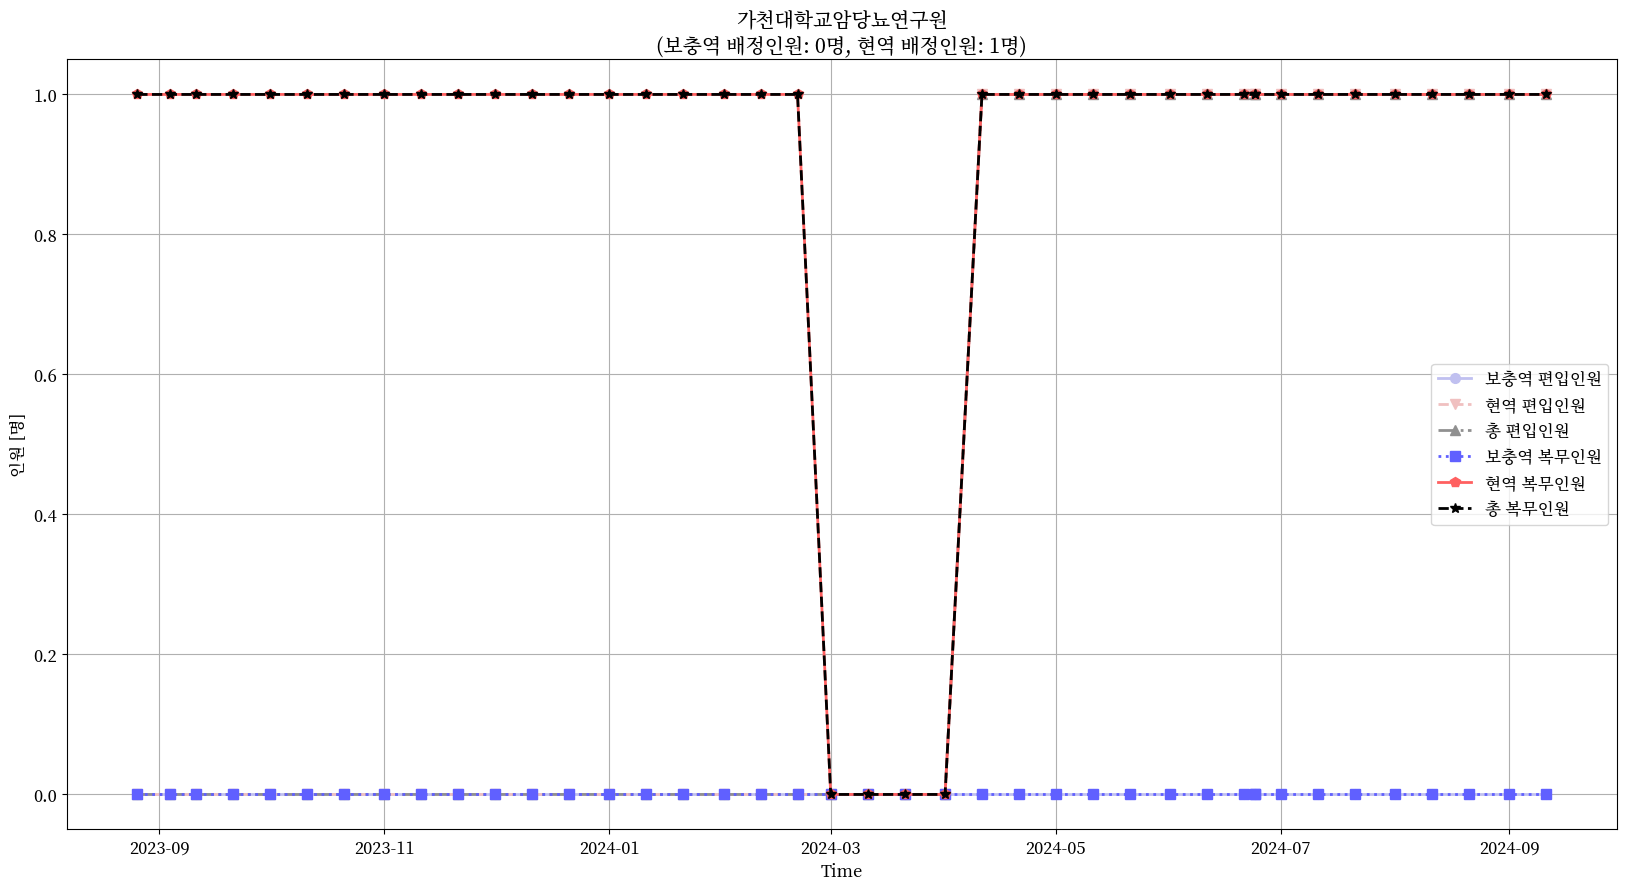 가천대학교암당뇨연구원
(보충역 배정인원: 0명, 현역 배정인원: 1명)
1.0
0.8
0.6
0.4
0.2
0.0
인원 [명]
보충역 편입인원
현역 편입인원
총 편입인원
보충역 복무인원
현역 복무인원
총 복무인원
2023-09
2023-11
2024-01
2024-03
2024-05
2024-07
2024-09
Time